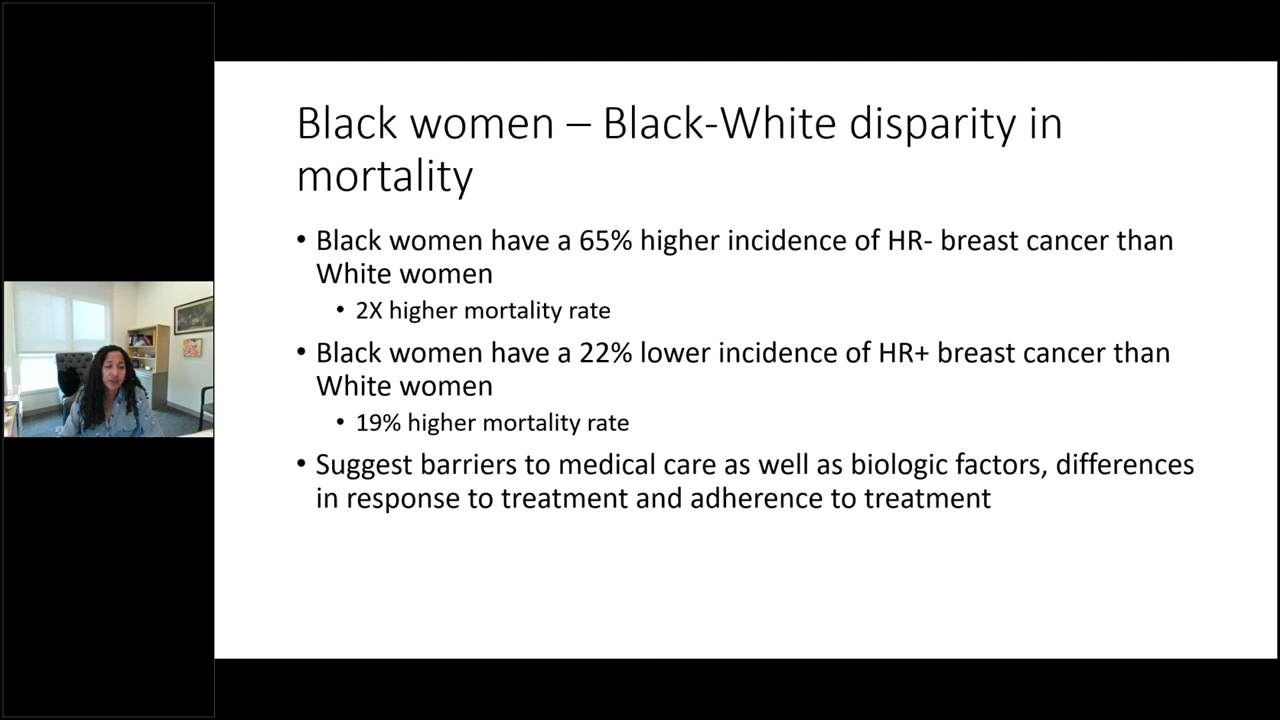 Black women – Black-White disparity in
mortality
• Black women have a 65% higher incidence of HR- breast cancer than
White women
• 2X higher mortality rate
• Black women have a 22% lower incidence of HR+ breast cancer than
White women
• 19% higher mortality rate
• Suggest barriers to medical care as well as biologic factors, differences
in response to treatment and adherence to treatment